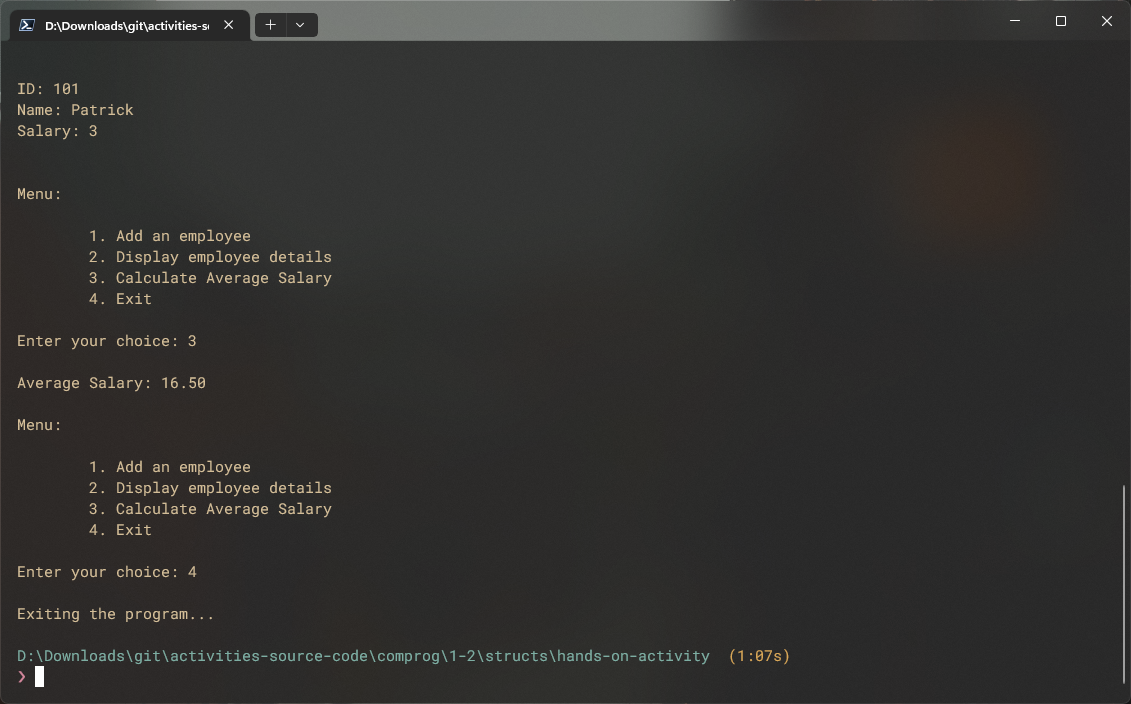 D:\Downloads\git\activities-s
ID: 101
Name: Patrick
Salary: 3
Menu:
1. Add an employee
2. Display employee details
3. Calculate Average Salary
4. Exit
Enter your choice: 3
Average Salary: 16.50
Menu:
1. Add an employee
2. Display employee details
3. Calculate Average Salary
4. Exit
Enter your choice: 4
Exiting the program...
D:\Downloads\git\activities-source-code\comprog\1-2\structs\hands-on-activity (1:07s)
❯